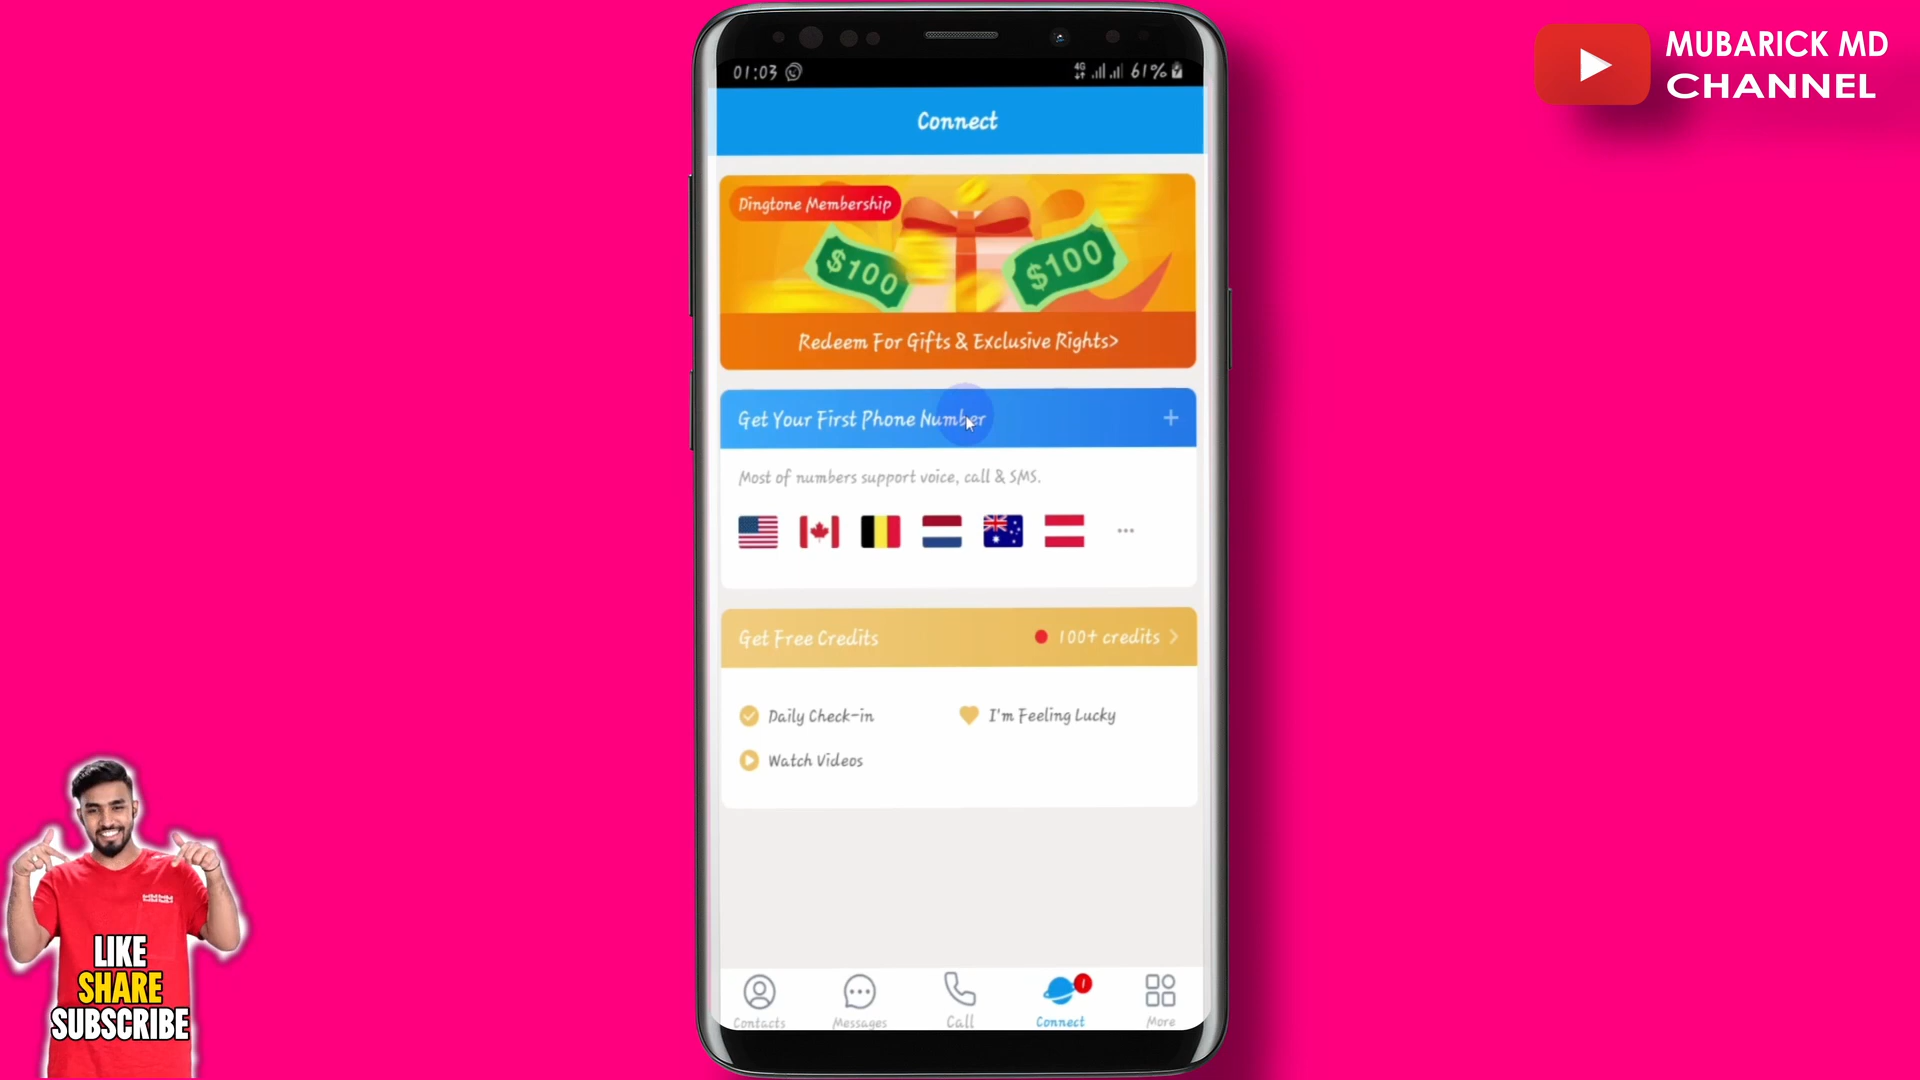 MUBARICK MD
CHANNEL
01:03
4G
61%
Connect
Dingtone Membership
$100
$100
Redeem For Gifts & Exclusive Rights>
Get Your First Phone Number
+
Most of numbers support voice, call & SMS.
...
Get Free Credits
100+ credits >
Daily Check-in
I'm Feeling Lucky
Watch Videos
1
Contacts
Messages
Call
Connect
More
LIKE
SHARE
SUBSCRIBE